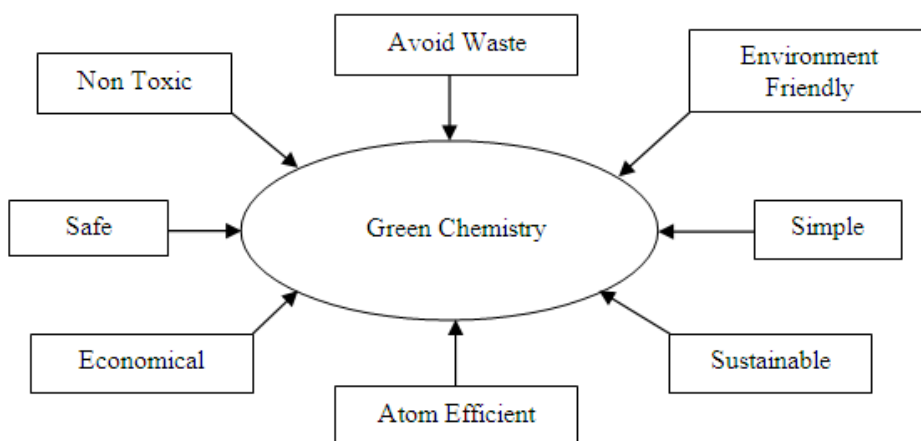 Avoid Waste
Non Toxic
Environment
Friendly
Safe
Green Chemistry
Simple
Economical
Sustainable
Atom Efficient